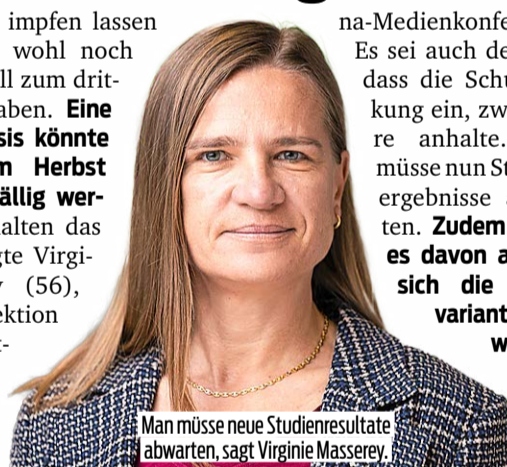 impfen lassen
wohl noch
ll zum drit-
aben. Eine
sis könnte
m Herbst
ällig wer-
alten das
gte Virgi-
y (56),
ektion
t-
na-Medienkonfe
Es sei auch de
dass die Schu
kung ein, zw
re anhalte.
müsse nun St
ergebnisse
ten. Zudem
es davon a
sich die
variant
w
Man müsse neue Studienresultate
abwarten, sagt Virginie Masserey.